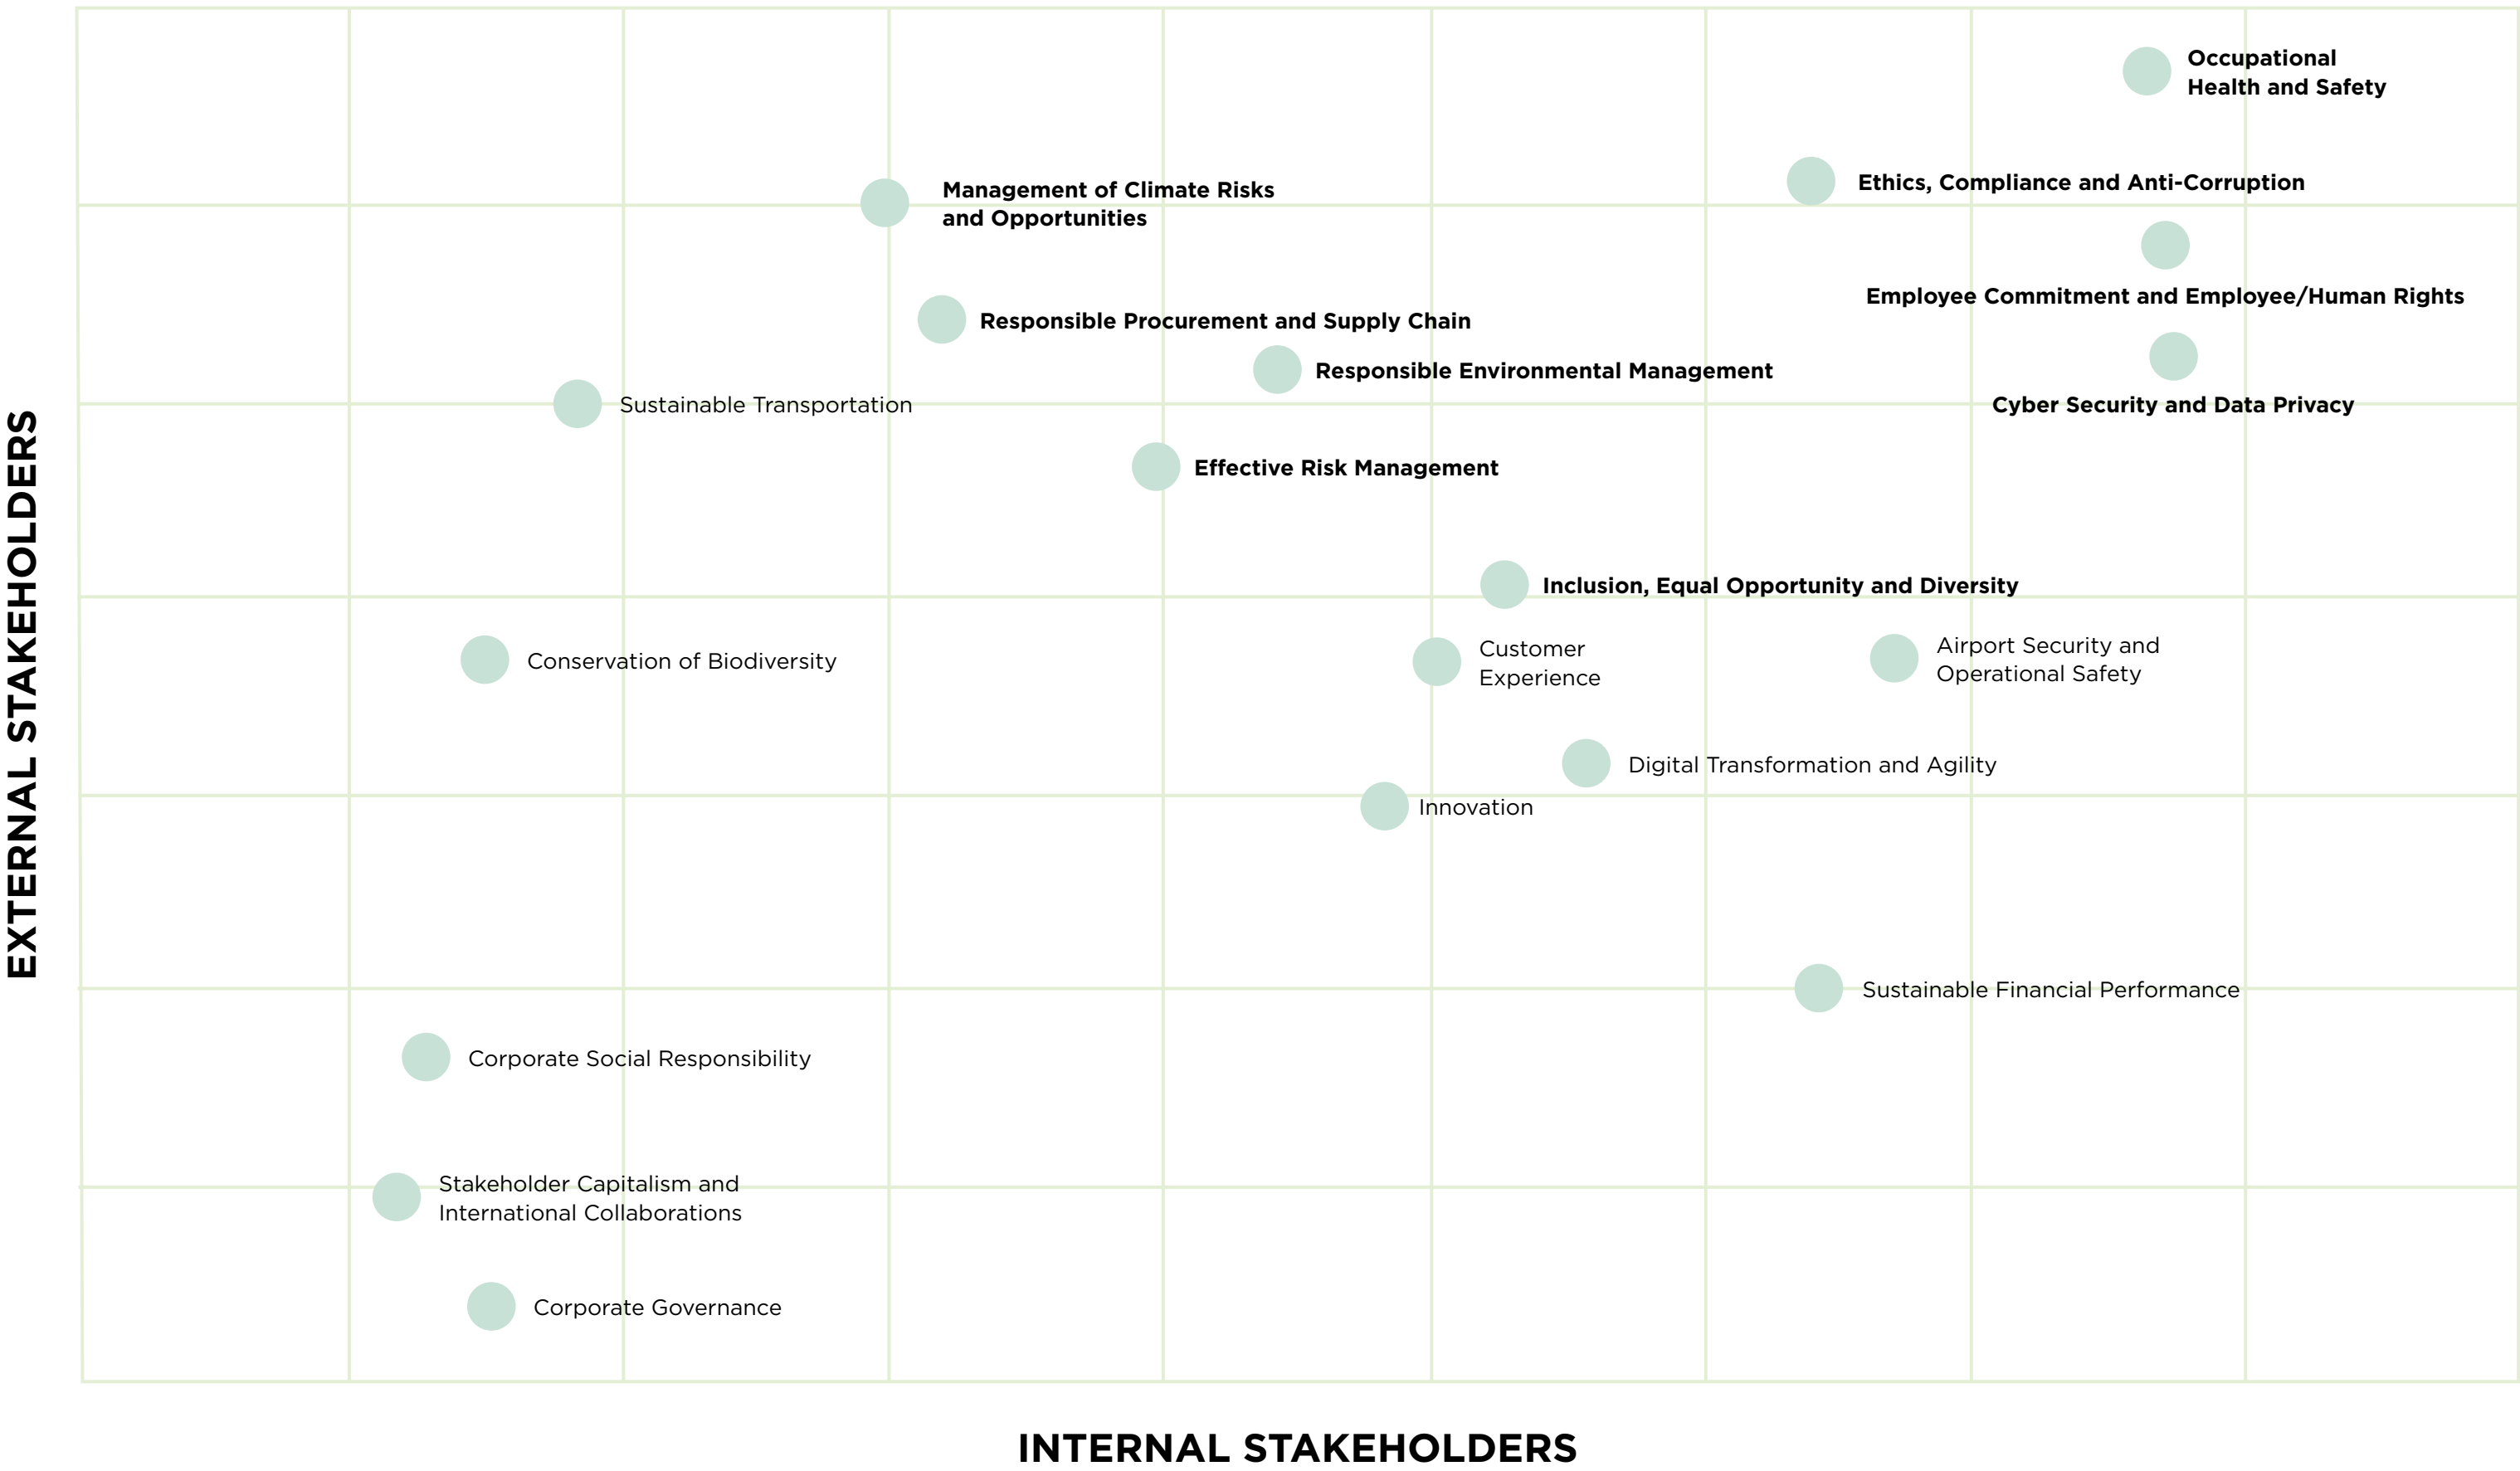 Occupational
Health and Safety
Ethics, Compliance and Anti-Corruption
Management of Climate Risks
and Opportunities
Employee Commitment and Employee/Human Rights
Responsible Procurement and Supply Chain
Responsible Environmental Management
Sustainable Transportation
Cyber Security and Data Privacy
Effective Risk Management
Inclusion, Equal Opportunity and Diversity
Conservation of Biodiversity
Customer
Experience
Airport Security and
Operational Safety
Digital Transformation and Agility
Innovation
Sustainable Financial Performance
Corporate Social Responsibility
Stakeholder Capitalism and
International Collaborations
Corporate Governance
EXTERNAL STAKEHOLDERS
INTERNAL STAKEHOLDERS